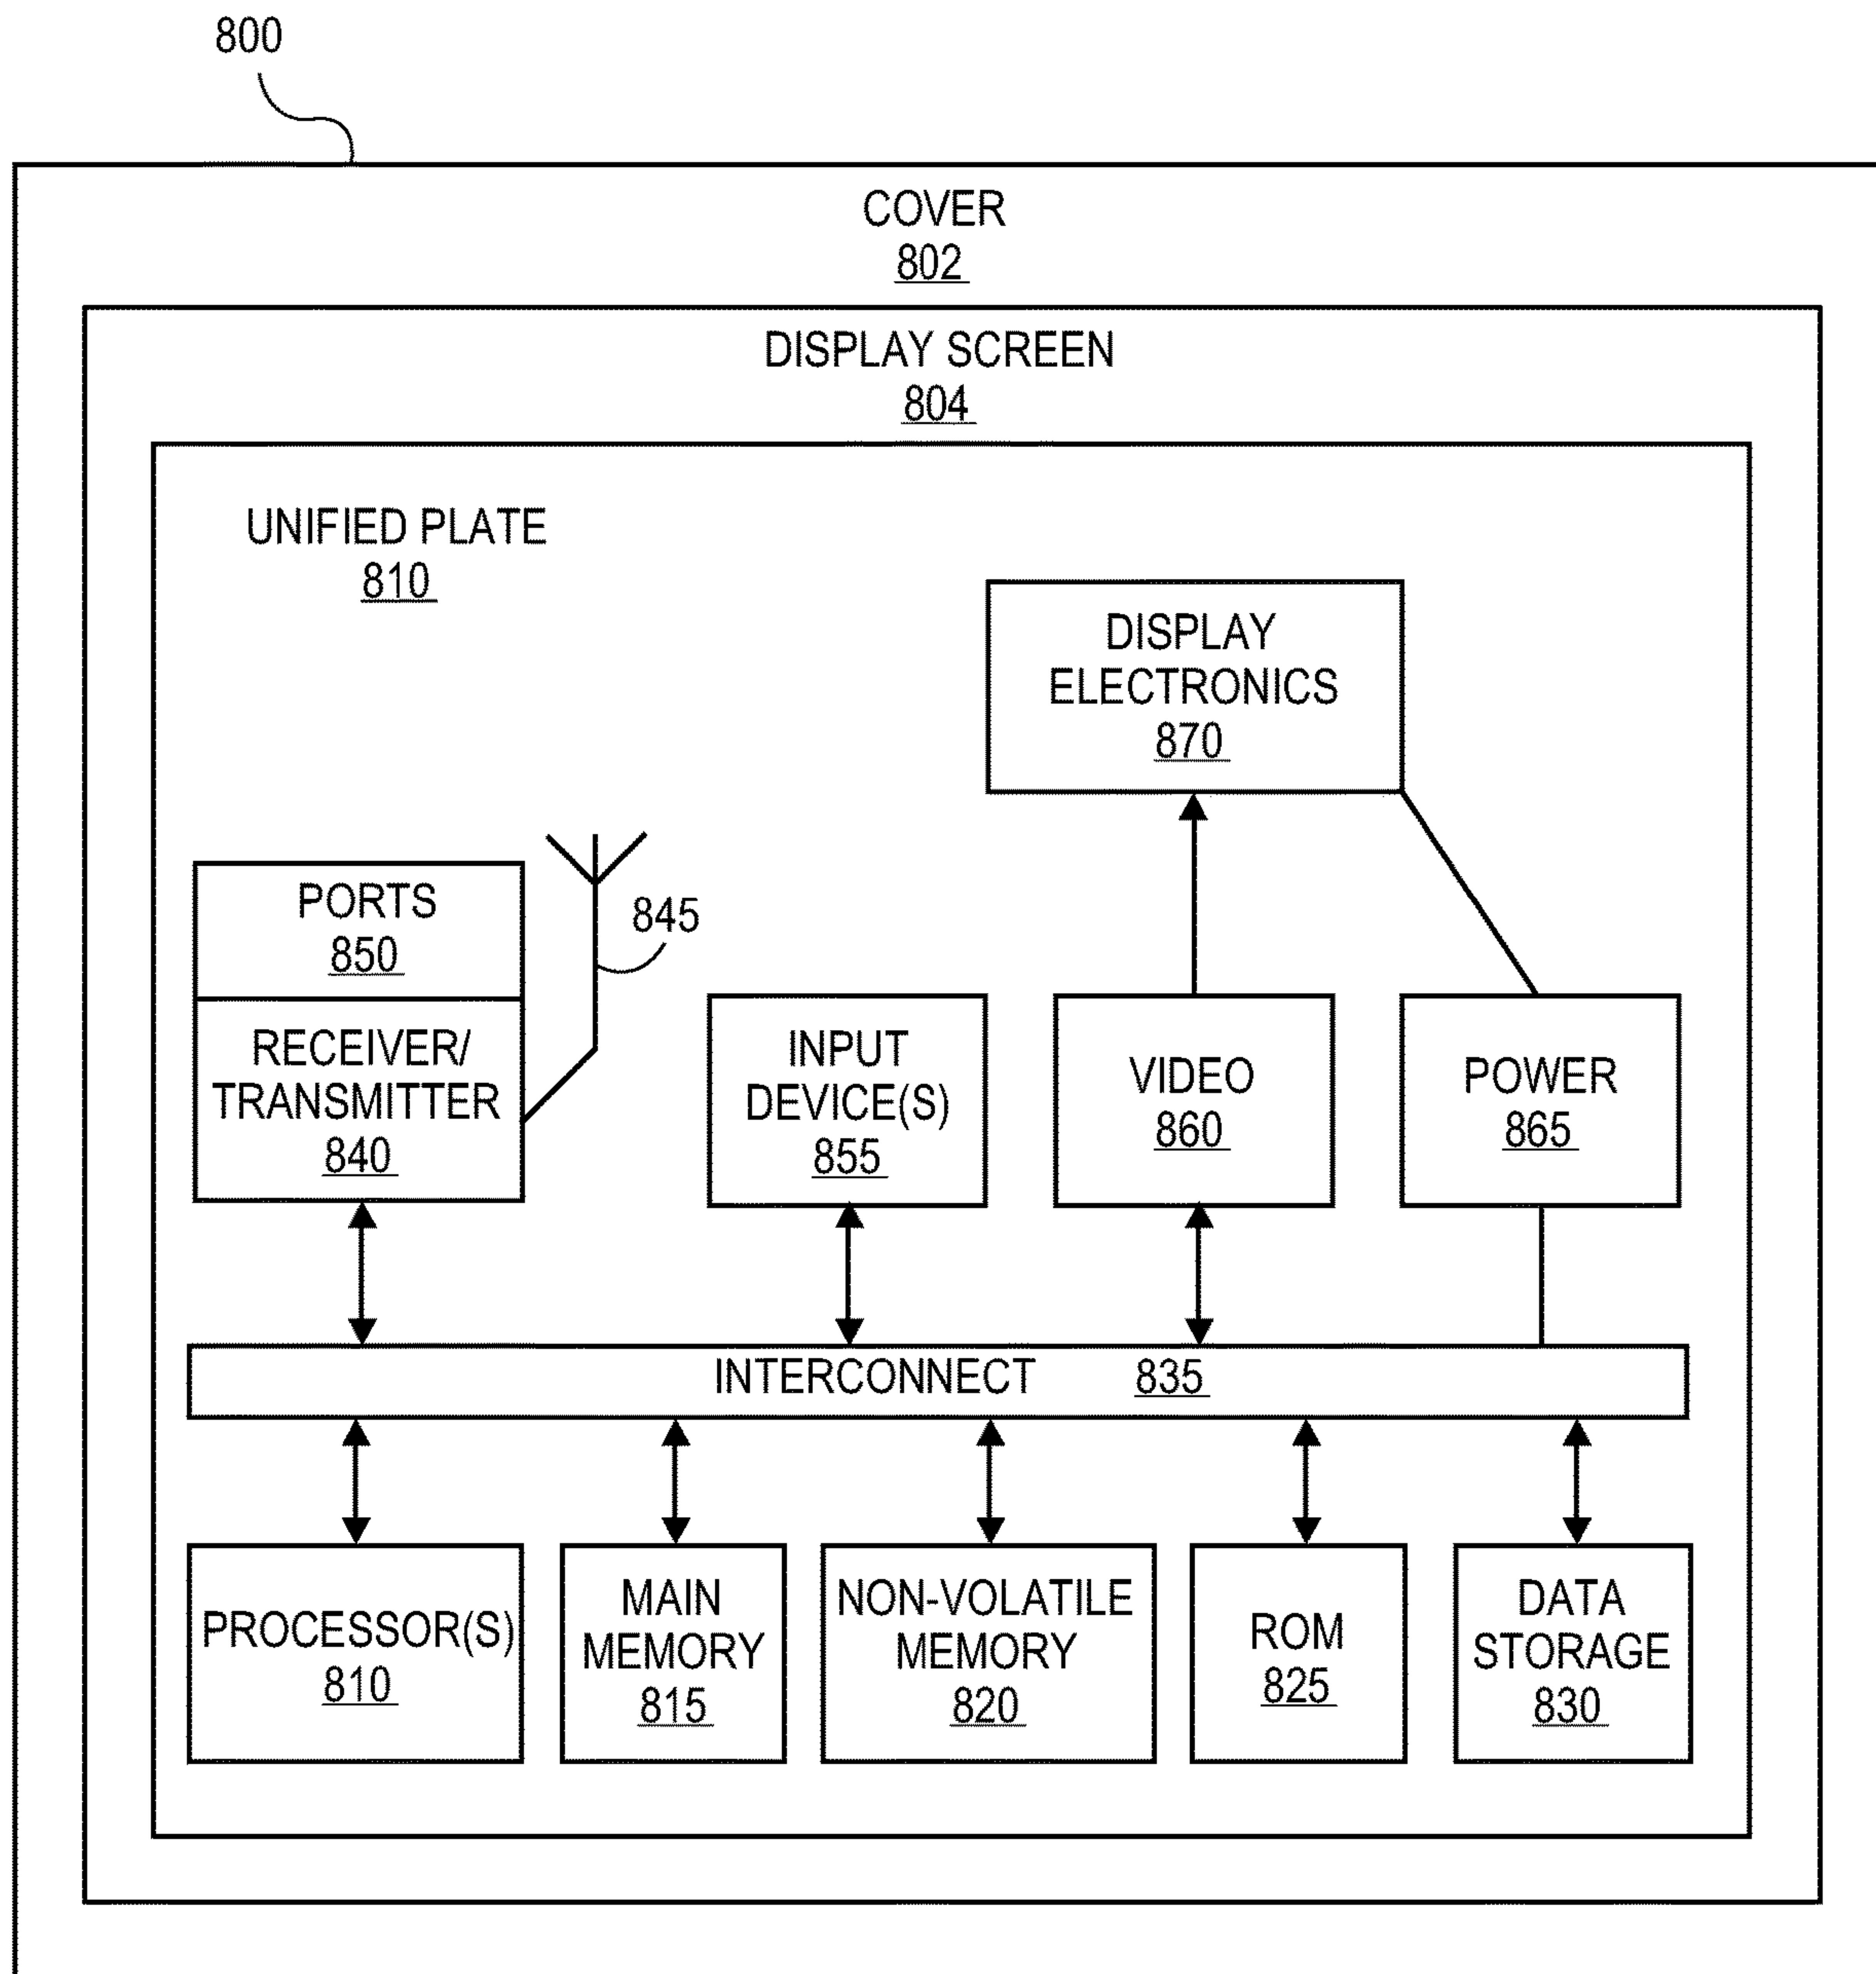 800
COVER
802
DISPLAY SCREEN
804
UNIFIED PLATE
810
DISPLAY
ELECTRONICS
870
PORTS
850
845
RECEIVER/
TRANSMITTER
840
INPUT
DEVICE(S)
855
VIDEO
860
POWER
865
INTERCONNECT 835
PROCESSOR(S)
810
MAIN
MEMORY
815
NON-VOLATILE
MEMORY
820
ROM
825
DATA
STORAGE
830